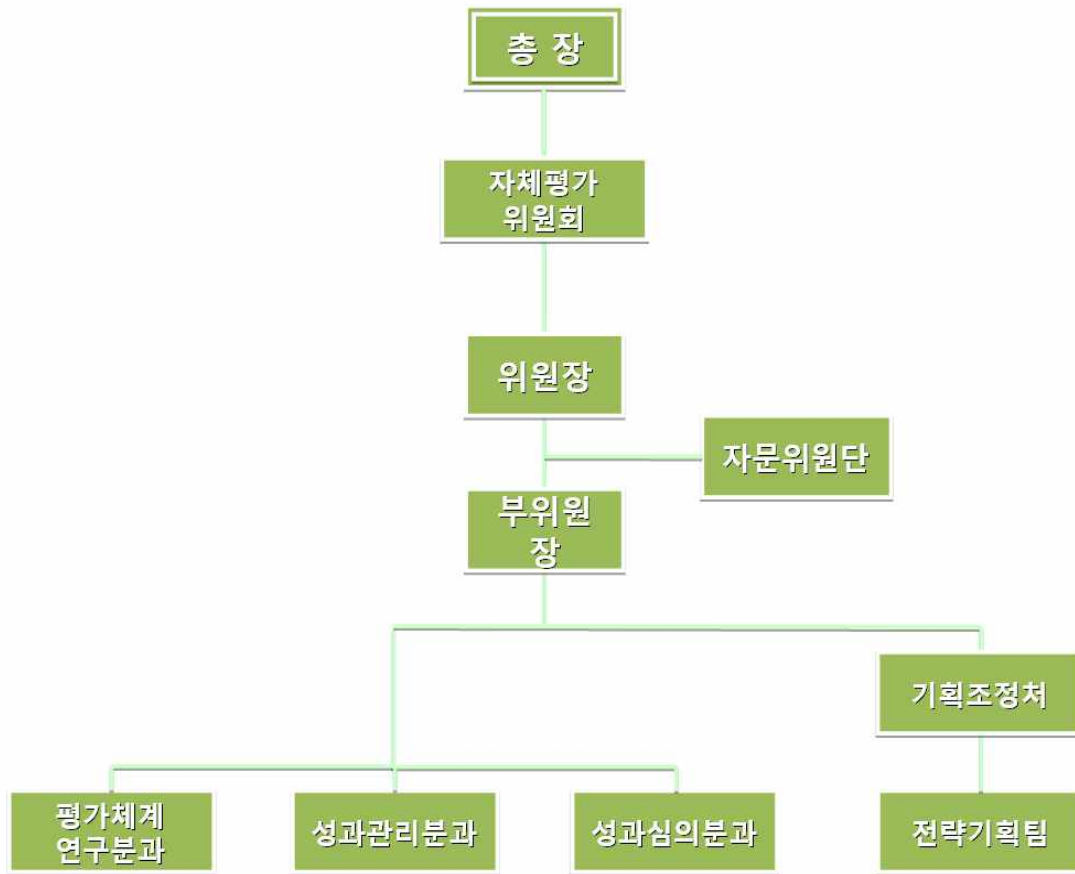 총 장
자체평가
위원회
위원장
자문위원단
부위원
장
기획조정처
평가체계
연구분과
성과관리분과
성과심의분과
전략기획팀